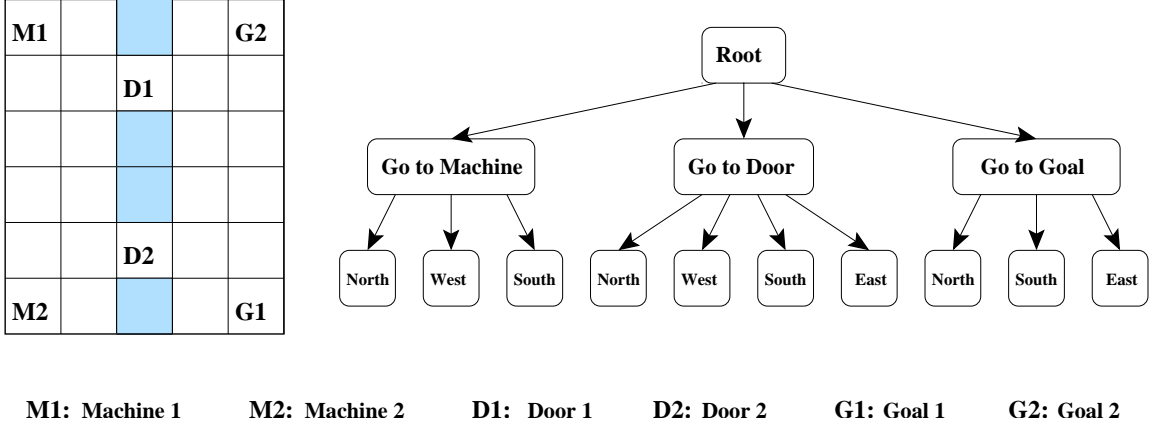 M1 G2
D1
D2
M2 G1
Root
Go to Machine Go to Door Go to Goal
North West South North West South East North South East
M1: Machine 1 M2: Machine 2 D1: Door 1 D2: Door 2 G1: Goal 1 G2: Goal 2